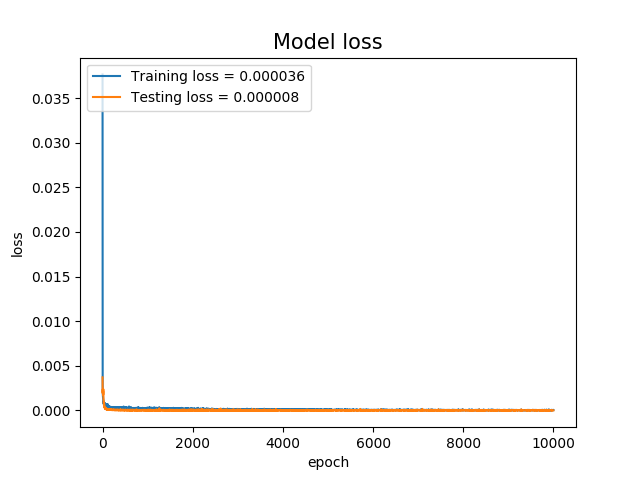 Model loss
Training loss = 0.000036
Testing loss = 0.000008
0.035
0.030
0.025
0.020
0.015
0.010
0.005
0.000
loss
0 2000 4000 6000 8000 10000
epoch